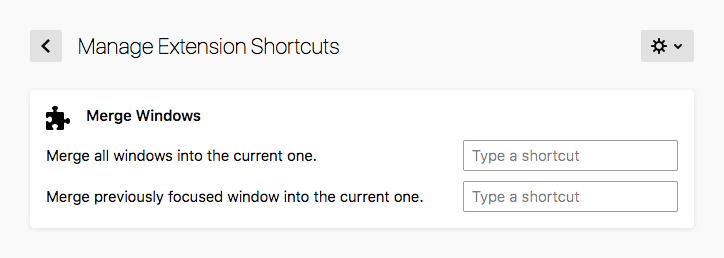 Manage Extension Shortcuts
Merge Windows
Merge all windows into the current one.
Type a shortcut
Merge previously focused window into the current one.
Type a shortcut